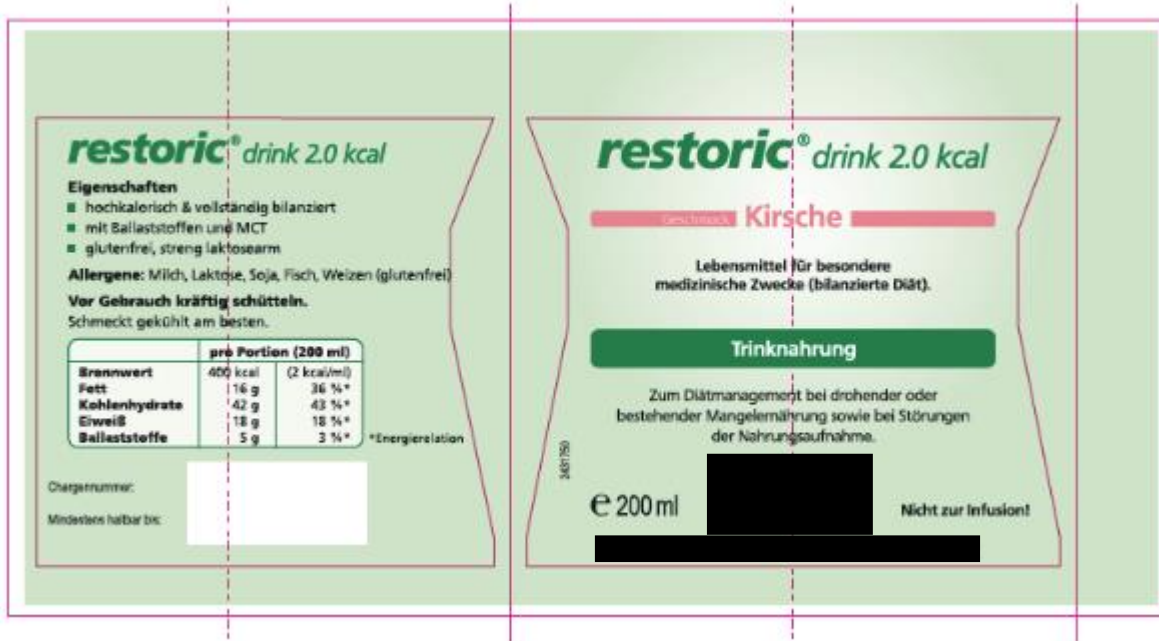 restoric® drink 2.0 kcal
Eigenschaften
hochkalorisch & vollständig bilanziert
mit Ballaststoffen und MCT
glutenfrei, streng laktosearm
Allergene: Milch, Laktose, Soja, Fisch, Weizen (glutenfrei)
Vor Gebrauch kräftig schütteln.
Schmeckt gekühlt am besten.
pro Portion (200 ml)
Brennwert 400 kcal (2 kcal/ml)
Fett 16 g 36 %*
Kohlenhydrate 42 g 43 %*
Eiweiß 18 g 18 %*
Ballaststoffe 5 g 3 %* *Energierelation
Chargennummer:
Mindestens haltbar bis:
restoric® drink 2.0 kcal
Geschmack Kirsche
Lebensmittel für besondere
medizinische Zwecke (bilanzierte Diät).
Trinknahrung
Zum Diätmanagement bei drohender oder
bestehender Mangelernährung sowie bei Störungen
der Nahrungsaufnahme.
2431750
℮ 200 ml
Nicht zur Infusion!